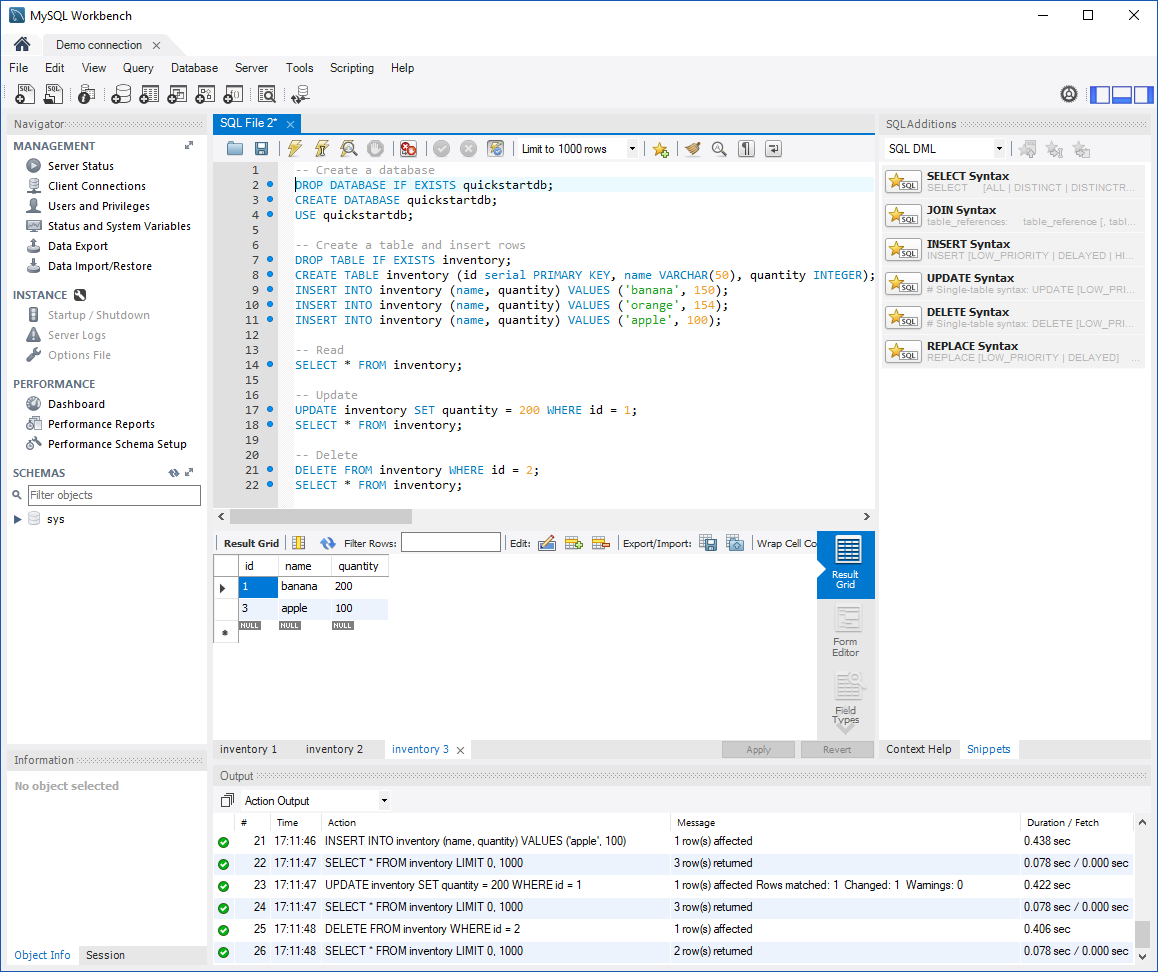 MySQL Workbench
Demo connection
File Edit View Query Database Server Tools Scripting Help
Navigator
MANAGEMENT
Server Status
Client Connections
Users and Privileges
Status and System Variables
Data Export
Data Import/Restore
INSTANCE
Startup / Shutdown
Server Logs
Options File
PERFORMANCE
Dashboard
Performance Reports
Performance Schema Setup
SCHEMAS
Filter objects
sys
Information
No object selected
Object Info Session
SQL File 2*
Limit to 1000 rows
1 -- Create a database
2 DROP DATABASE IF EXISTS quickstartdb;
3 CREATE DATABASE quickstartdb;
4 USE quickstartdb;
5
6 -- Create a table and insert rows
7 DROP TABLE IF EXISTS inventory;
8 CREATE TABLE inventory (id serial PRIMARY KEY, name VARCHAR(50), quantity INTEGER);
9 INSERT INTO inventory (name, quantity) VALUES ('banana', 150);
10 INSERT INTO inventory (name, quantity) VALUES ('orange', 154);
11 INSERT INTO inventory (name, quantity) VALUES ('apple', 100);
12
13 -- Read
14 SELECT * FROM inventory;
15
16 -- Update
17 UPDATE inventory SET quantity = 200 WHERE id = 1;
18 SELECT * FROM inventory;
19
20 -- Delete
21 DELETE FROM inventory WHERE id = 2;
22 SELECT * FROM inventory;
Result Grid Filter Rows: Edit: Export/Import: Wrap Cell Co
id name quantity
1 banana 200
3 apple 100
NULL NULL NULL
Result
Grid
Form
Editor
Field
Types
inventory 1 inventory 2 inventory 3 Apply Revert
SQLAdditions
SQL DML
SELECT Syntax
SELECT [ALL | DISTINCT | DISTINCTR...
JOIN Syntax
table_references: table_reference [, tabl...
INSERT Syntax
INSERT [LOW_PRIORITY | DELAYED | HI...
UPDATE Syntax
# Single-table syntax: UPDATE [LOW_PRI...
DELETE Syntax
# Single-table syntax: DELETE [LOW_PRI...
REPLACE Syntax
REPLACE [LOW_PRIORITY | DELAYED] ...
Context Help Snippets
Output
Action Output
# Time Action Message Duration / Fetch
21 17:11:46 INSERT INTO inventory (name, quantity) VALUES ('apple', 100) 1 row(s) affected 0.438 sec
22 17:11:47 SELECT * FROM inventory LIMIT 0, 1000 3 row(s) returned 0.078 sec / 0.000 sec
23 17:11:47 UPDATE inventory SET quantity = 200 WHERE id = 1 1 row(s) affected Rows matched: 1 Changed: 1 Warnings: 0 0.422 sec
24 17:11:47 SELECT * FROM inventory LIMIT 0, 1000 3 row(s) returned 0.078 sec / 0.000 sec
25 17:11:48 DELETE FROM inventory WHERE id = 2 1 row(s) affected 0.406 sec
26 17:11:48 SELECT * FROM inventory LIMIT 0, 1000 2 row(s) returned 0.078 sec / 0.000 sec